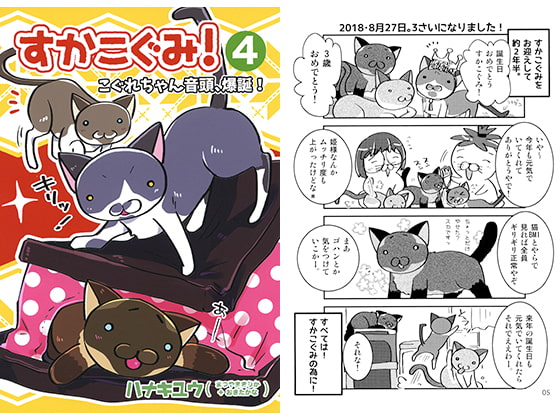 すかこぐみ!
4
こぐれちゃん音頭、爆誕!
キリッ!
あ〜
ハナキユウ(
2018・8月27日。3さいになりました!
すかこぐみを
お迎えして
約2年半。
誕生日
おめでとう
すかこぐみ!
3歳
おめでとう!
いや〜
今年も元気で
いてくれて
ありがとうやで!
姫様なんか
ムッチリ度も
上がったけどな※
猫BMIとやらで
見れば全員
ギリギリ正常やぞ
ちょっとだけ
やせた?
まあ
ゴハンとか
気をつけて
いこかー。
来年の誕生日も
元気でいてくれたら
それでええわー。
すべては!
すかこぐみの為に!
05